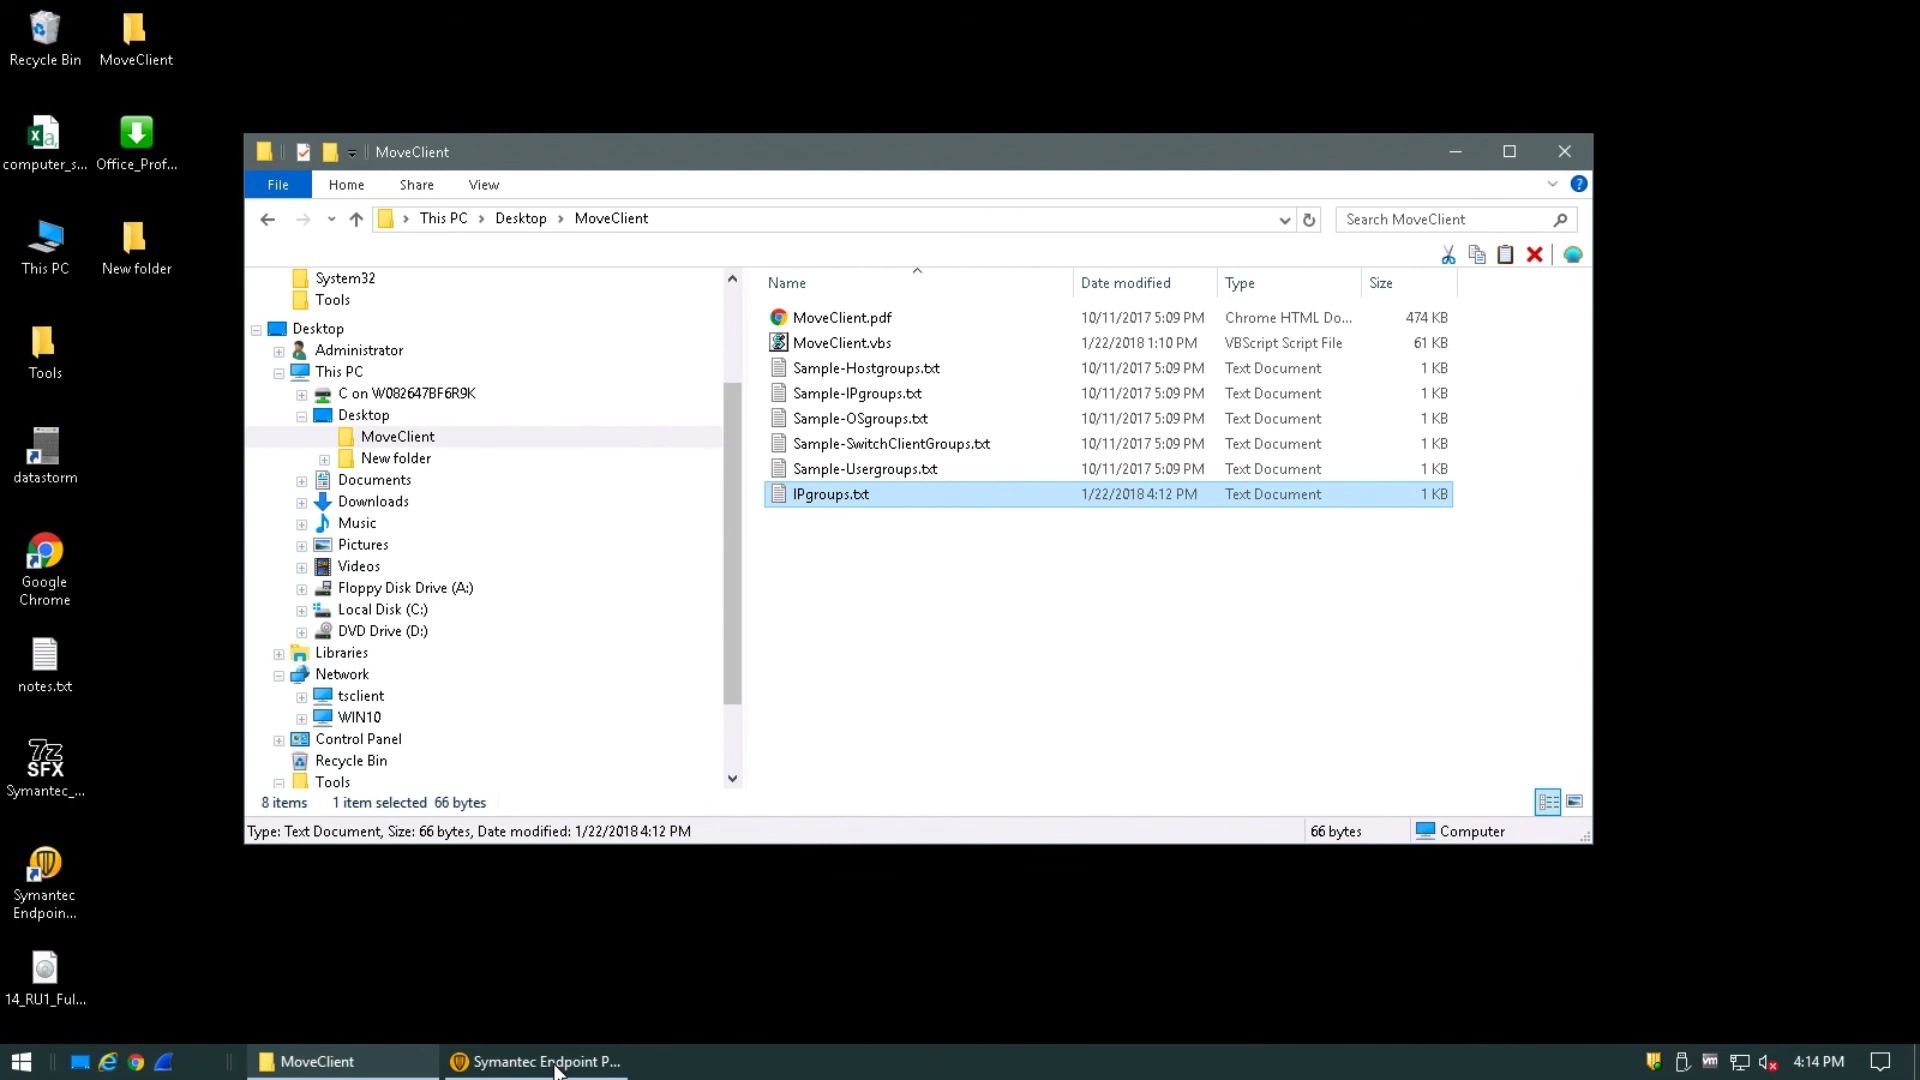 Recycle Bin
MoveClient
computer_s...
Office_Prof...
This PC
New folder
Tools
datastorm
Google
Chrome
notes.txt
7z
SFX
Symantec_...
Symantec
Endpoin...
14_RU1_Ful...
MoveClient
File
Home
Share
View
This PC
Desktop
MoveClient
Search MoveClient
System32
Tools
Desktop
Administrator
This PC
C on W082647BF6R9K
Desktop
MoveClient
New folder
Documents
Downloads
Music
Pictures
Videos
Floppy Disk Drive (A:)
Local Disk (C:)
DVD Drive (D:)
Libraries
Network
tsclient
WIN10
Control Panel
Recycle Bin
Tools
Name Date modified Type Size
MoveClient.pdf 10/11/2017 5:09 PM Chrome HTML Do... 474 KB
MoveClient.vbs 1/22/2018 1:10 PM VBScript Script File 61 KB
Sample-Hostgroups.txt 10/11/2017 5:09 PM Text Document 1 KB
Sample-IPgroups.txt 10/11/2017 5:09 PM Text Document 1 KB
Sample-OSgroups.txt 10/11/2017 5:09 PM Text Document 1 KB
Sample-SwitchClientGroups.txt 10/11/2017 5:09 PM Text Document 1 KB
Sample-Usergroups.txt 10/11/2017 5:09 PM Text Document 1 KB
IPgroups.txt 1/22/2018 4:12 PM Text Document 1 KB
8 items 1 item selected 66 bytes
Type: Text Document, Size: 66 bytes, Date modified: 1/22/2018 4:12 PM
66 bytes
Computer
MoveClient
Symantec Endpoint P...
vm
4:14 PM